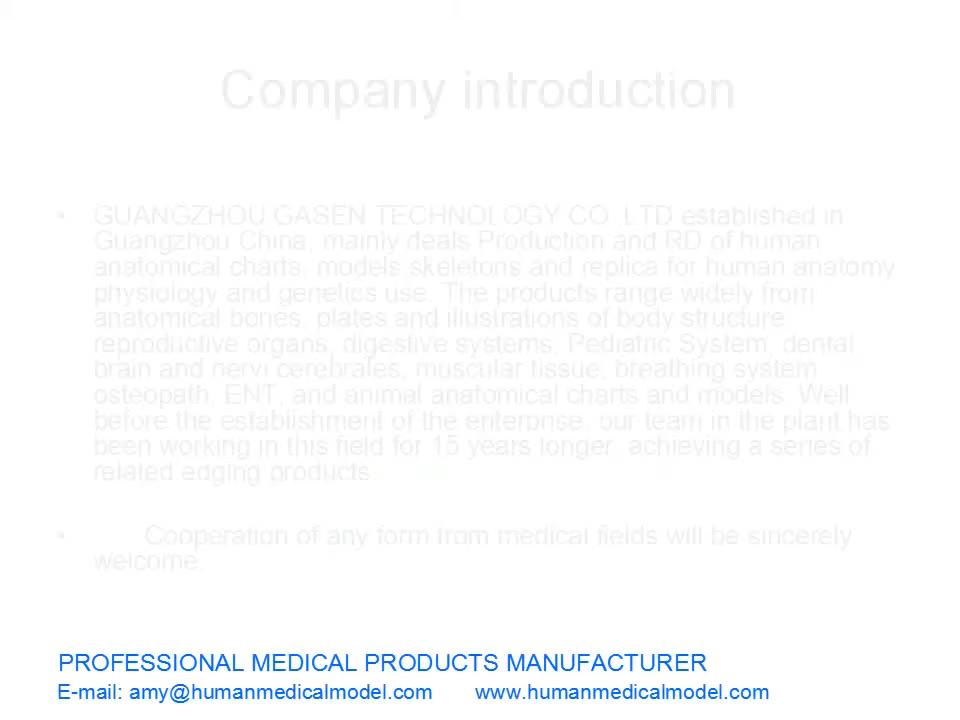 Company introduction
• GUANGZHOU GASEN TECHNOLOGY CO. LTD established in
Guangzhou China, mainly deals Production and RD of human
anatomical charts, models skeletons and replica for human anatomy
physiology and genetics use. The products range widely from
anatomical bones, plates and illustrations of body structure
reproductive organs, digestive systems, Pediatric System, dental
brain and nervi cerebrales, muscular tissue, breathing system
osteopath, ENT, and animal anatomical charts and models. Well
before the establishment of the enterprise, our team in the plant has
been working in this field for 15 years longer, achieving a series of
related edging products.
• Cooperation of any form from medical fields will be sincerely
welcome.
PROFESSIONAL MEDICAL PRODUCTS MANUFACTURER
E-mail: amy@humanmedicalmodel.com www.humanmedicalmodel.com